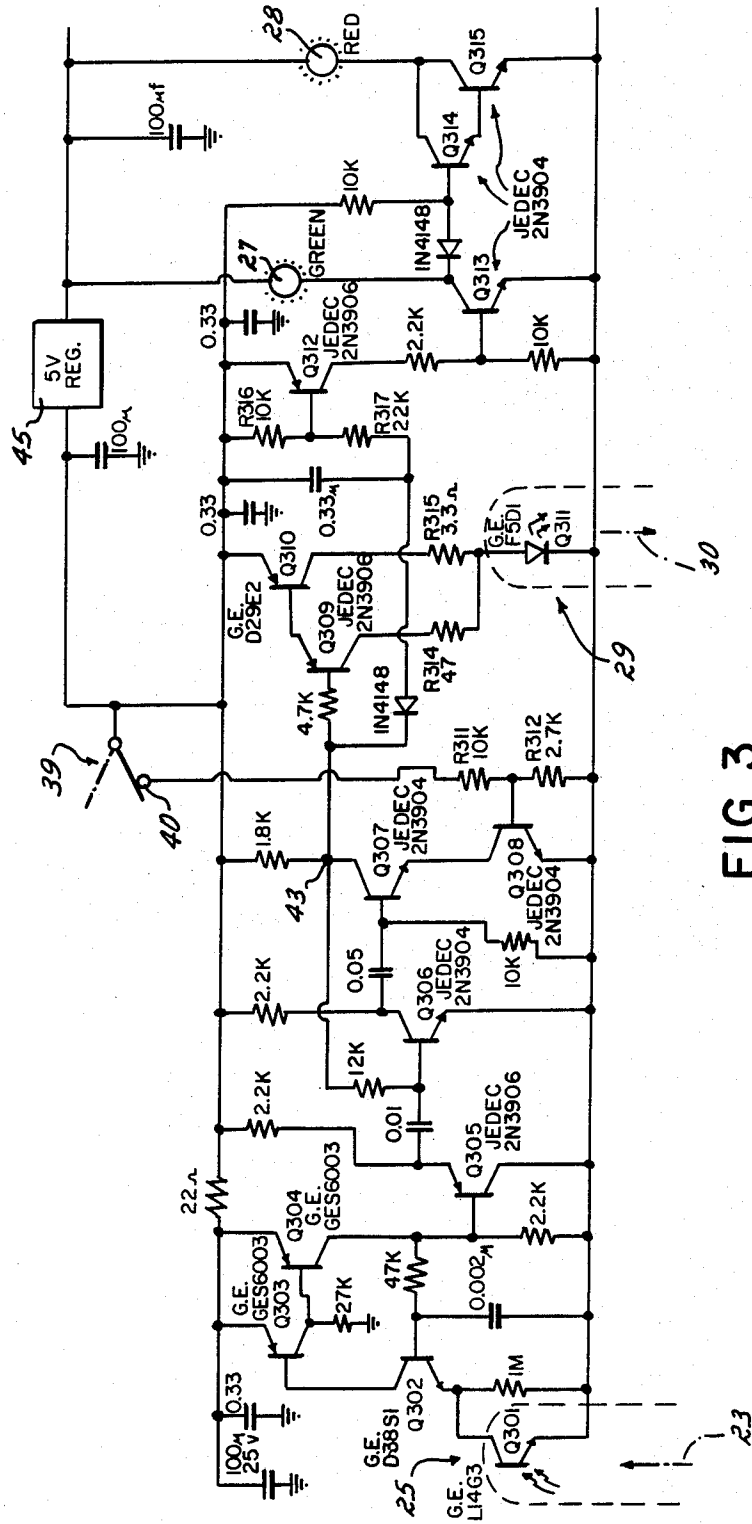 45
5V
REG.
100μ
100μf
28
RED
27
GREEN
39
40
22Ω
100μ
25V
0.33
G.E.
GES6003
Q303
Q304
G.E.
GES6003
27K
G.E.
D38S1
Q302
47K
0.002μ
1M
25
G.E.
L14G3
Q301
23
2.2K
2.2K
Q305
JEDEC
2N3906
0.01
12K
2.2K
Q306
JEDEC
2N3904
0.05
10K
1.8K
43
Q307
JEDEC
2N3904
Q308
JEDEC
2N3904
R311
10K
R312
2.7K
4.7K
1N4148
G.E.
D29E2
Q310
Q309
JEDEC
2N3906
R314
47
R315
3.3Ω
G.E.
F5D1
Q311
29
30
0.33
0.33μ
R316
10K
R317
22K
Q312
JEDEC
2N3906
0.33
2.2K
10K
Q313
1N4148
10K
Q314
Q315
JEDEC
2N3904
FIG. 3